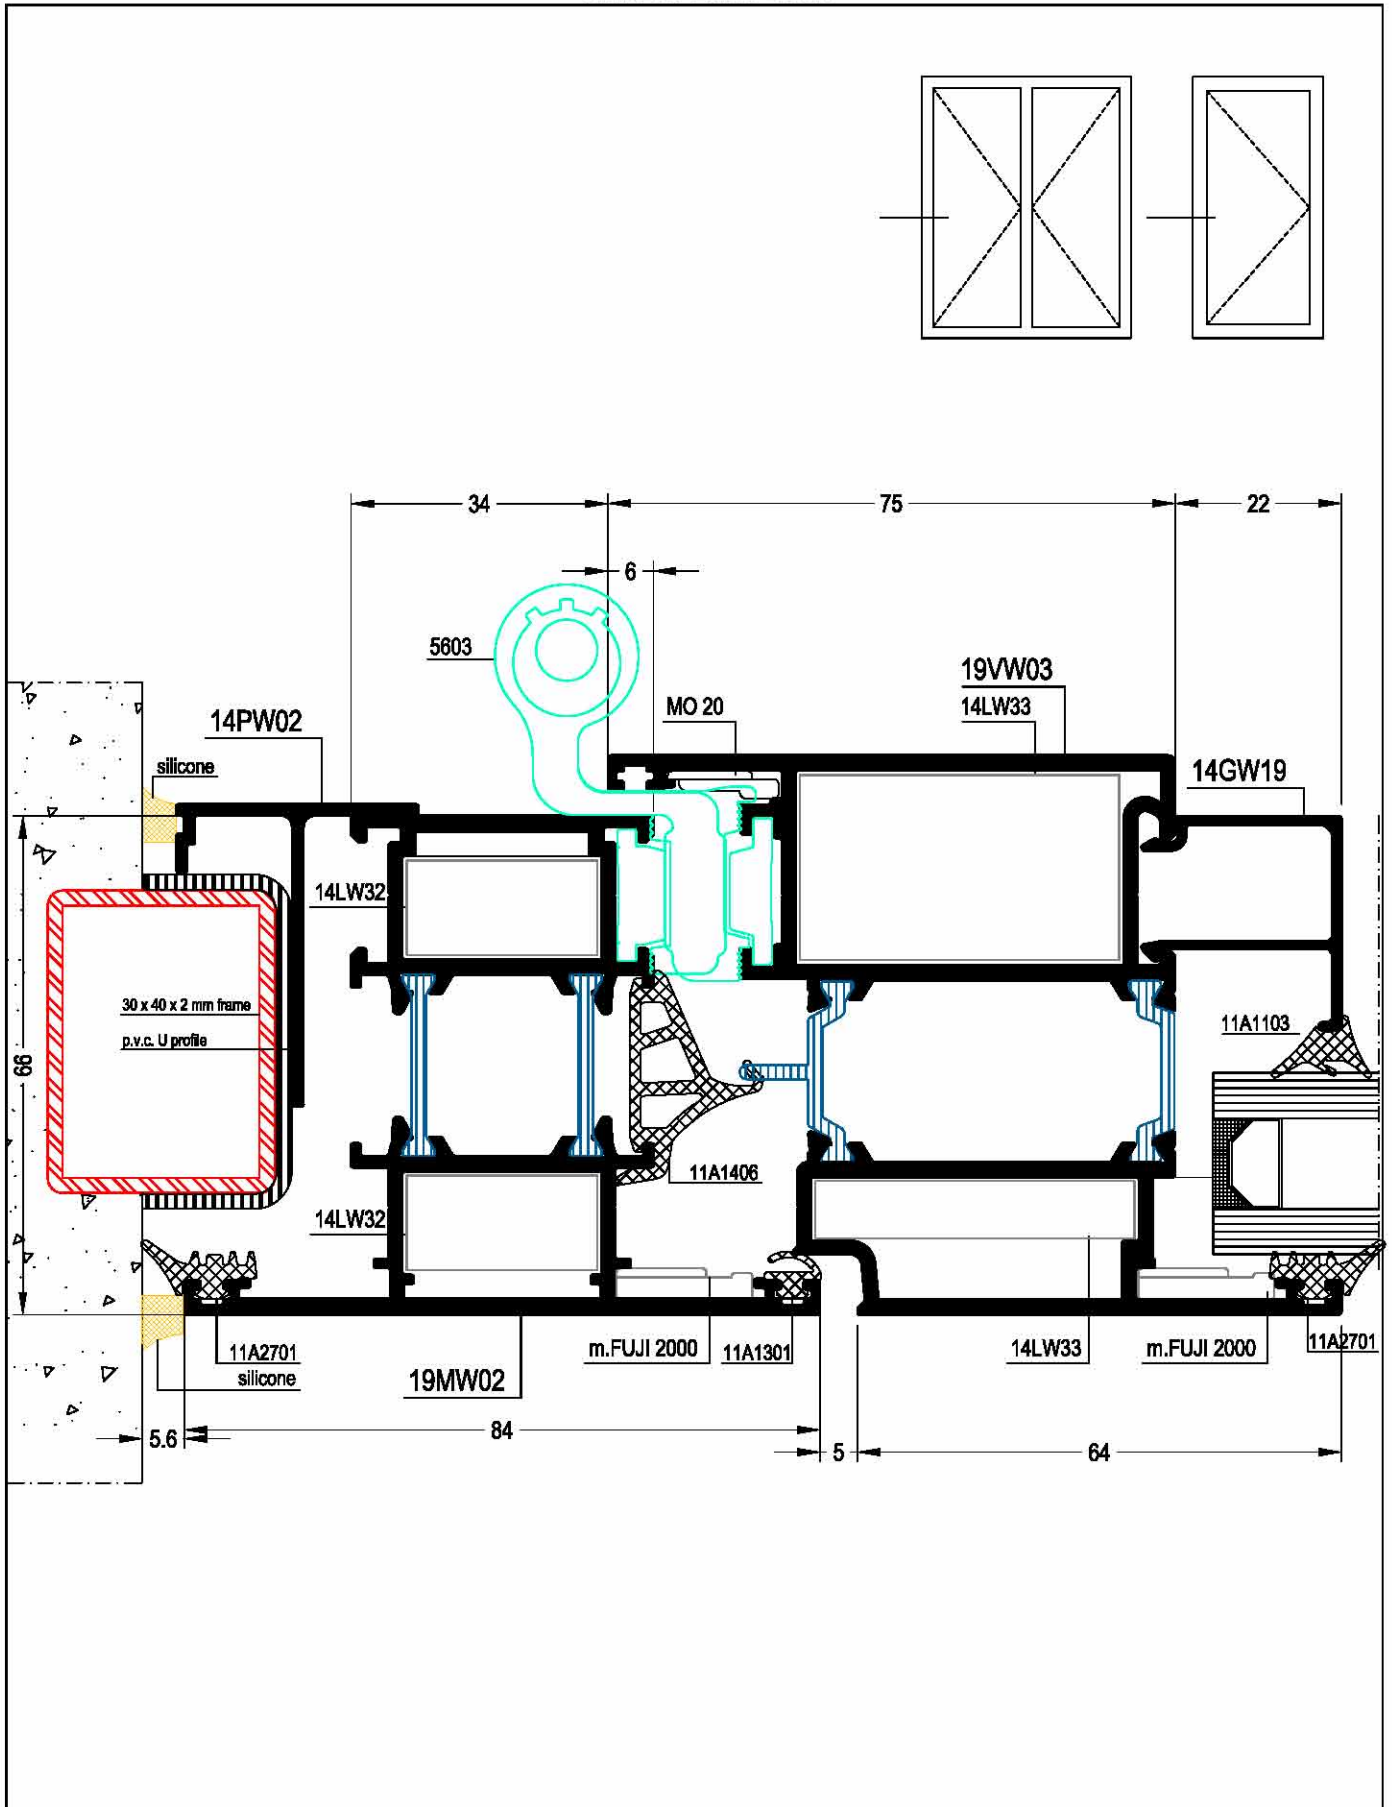 34
75
22
6
5603
19VW03
MO 20
14LW33
14PW02
silicone
14GW19
14LW32
30 x 40 x 2 mm frame
p.v.c. U profile
66
11A1103
11A1406
14LW32
11A2701
silicone
19MW02
m.FUJI 2000
11A1301
14LW33
m.FUJI 2000
11A2701
5.6
84
5
64